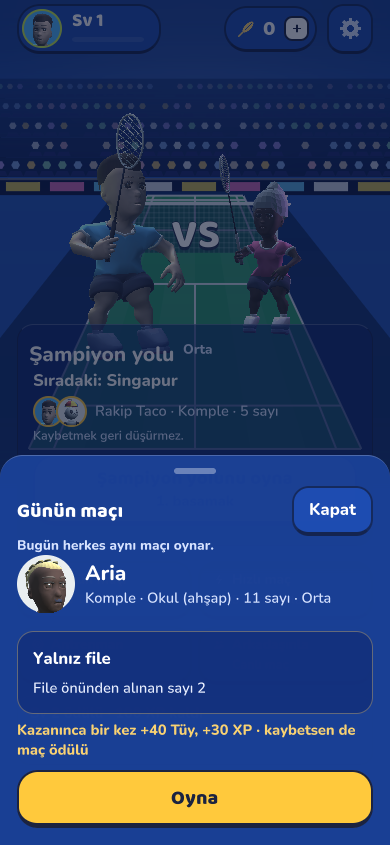 Sv 1
0
+
VS
Şampiyon yolu Orta
Sıradaki: Singapur
Rakip Taco · Komple · 5 sayı
Kaybetmek geri düşürmez.
Günün maçı
Kapat
Bugün herkes aynı maçı oynar.
Aria
Komple · Okul (ahşap) · 11 sayı · Orta
Yalnız file
File önünden alınan sayı 2
Kazanınca bir kez +40 Tüy, +30 XP · kaybetsen de
maç ödülü
Oyna